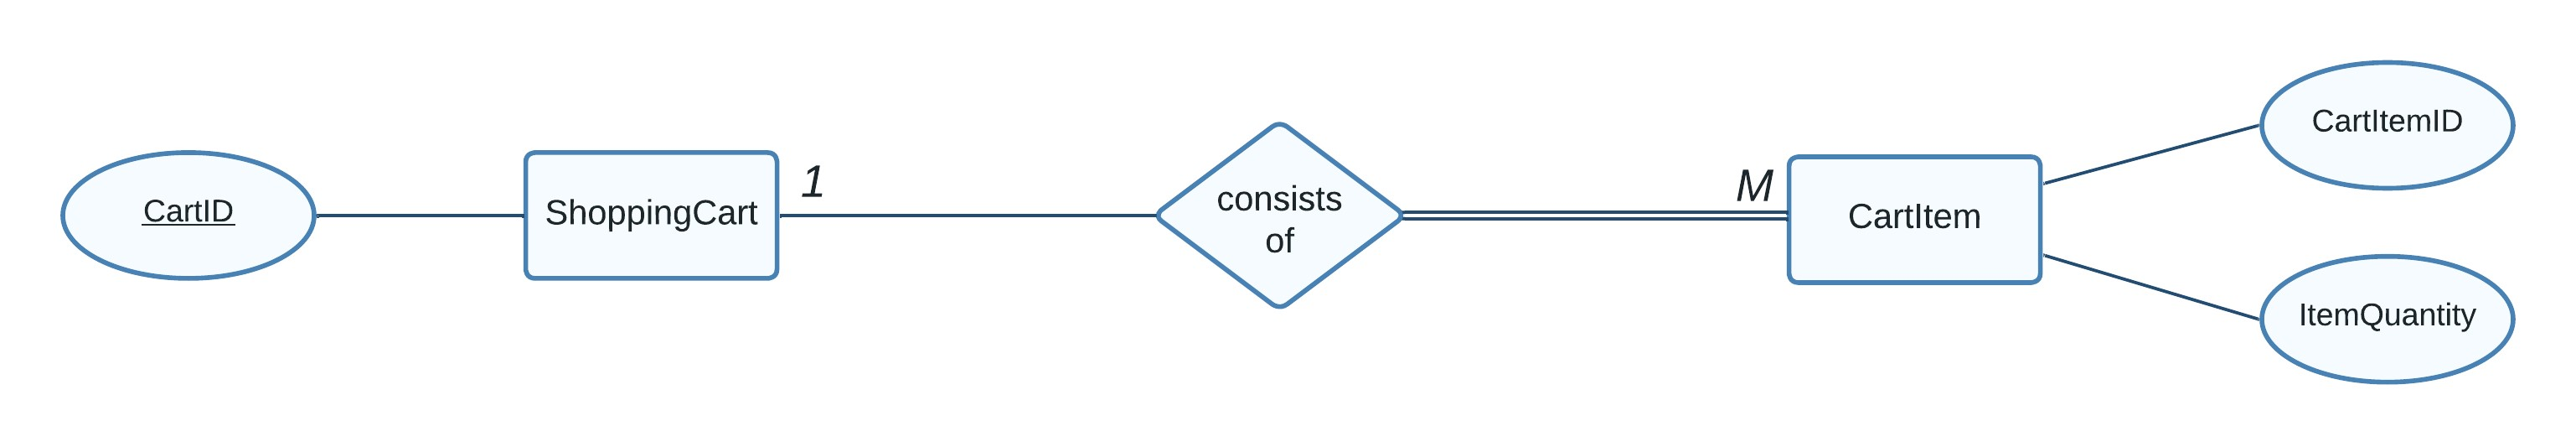 CartID
ShoppingCart
1
consists
of
M
CartItem
CartItemID
ItemQuantity